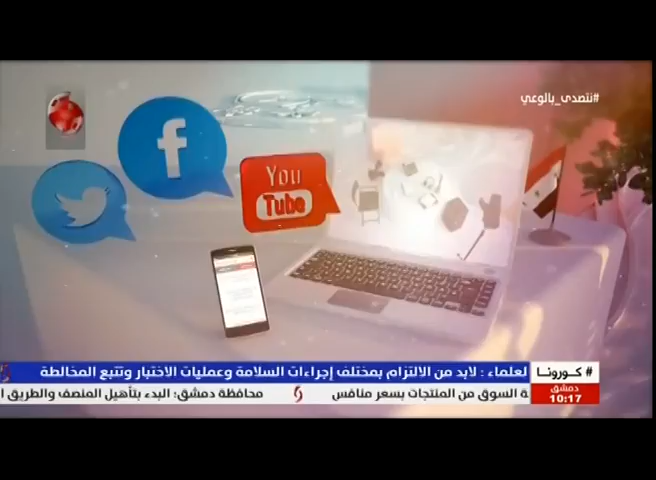 #نتصدى_بالوعي
f
You
Tube
#كورونا
لعلماء : لابد من الالتزام بمختلف إجراءات السلامة وعمليات الاختبار وتتبع المخالطة
دمشق
10:17
ة السوق من المنتجات بسعر منافس
محافظة دمشق: البدء بتأهيل المنصف والطريق ا